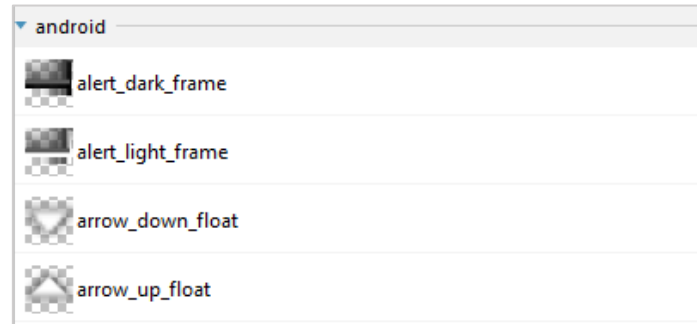 android
alert_dark_frame
alert_light_frame
arrow_down_float
arrow_up_float